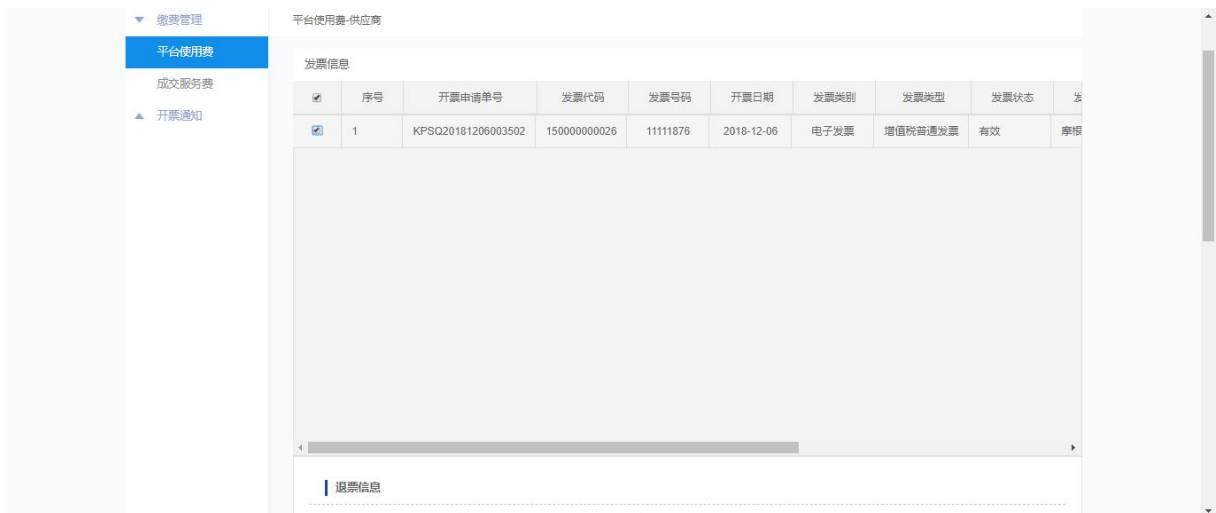 缴费管理
平台使用费-供应商
平台使用费
发票信息
成交服务费
序号 开票申请单号 发票代码 发票号码 开票日期 发票类别 发票类型 发票状态 发
开票通知
1 KPSQ20181206003502 150000000026 11111876 2018-12-06 电子发票 增值税普通发票 有效 摩根
退票信息